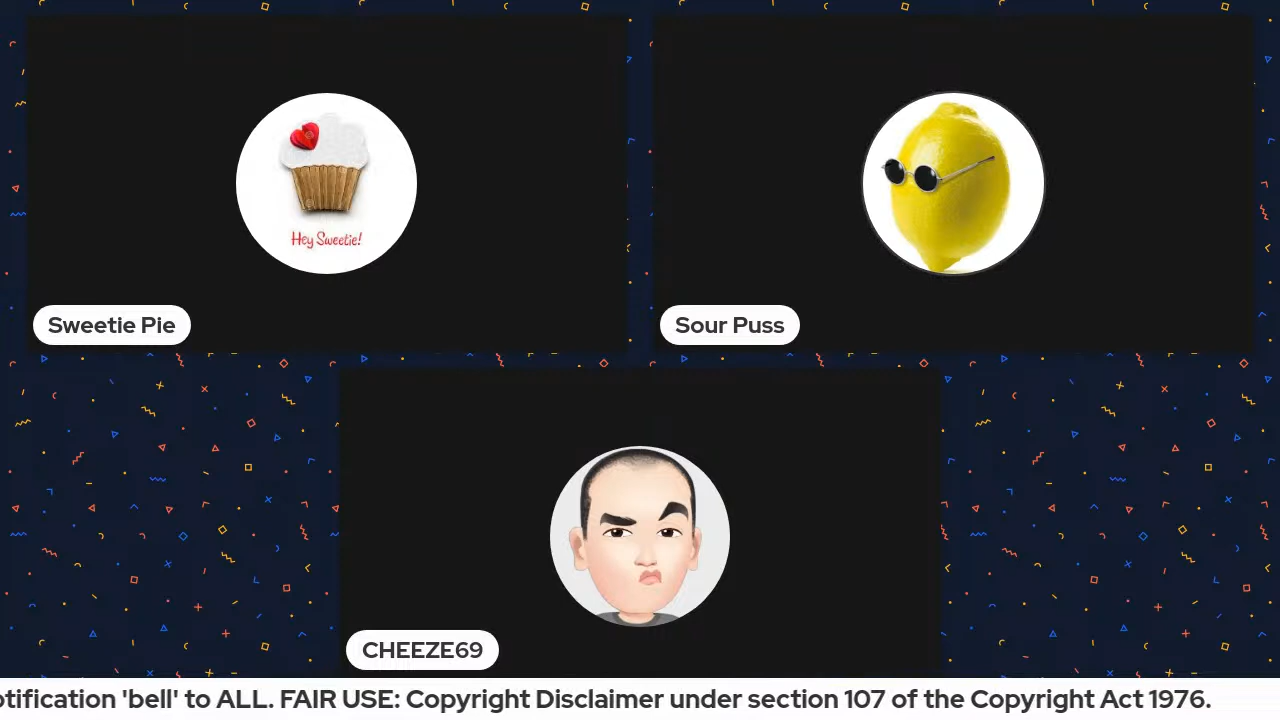 Hey Sweetie!
Sweetie Pie
Sour Puss
CHEEZE69
otification 'bell' to ALL. FAIR USE: Copyright Disclaimer under section 107 of the Copyright Act 1976.